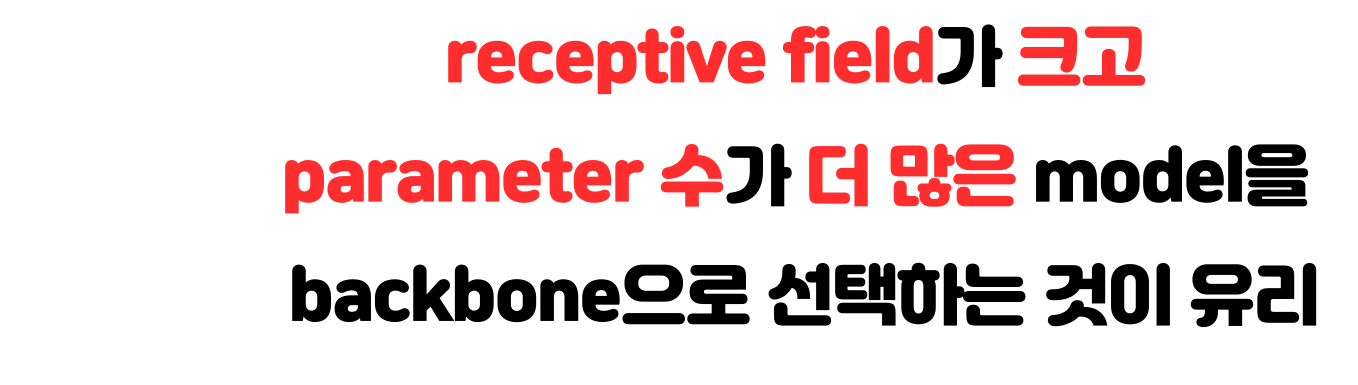 receptive field가 크고
parameter 수가 더 많은 model을
backbone으로 선택하는 것이 유리